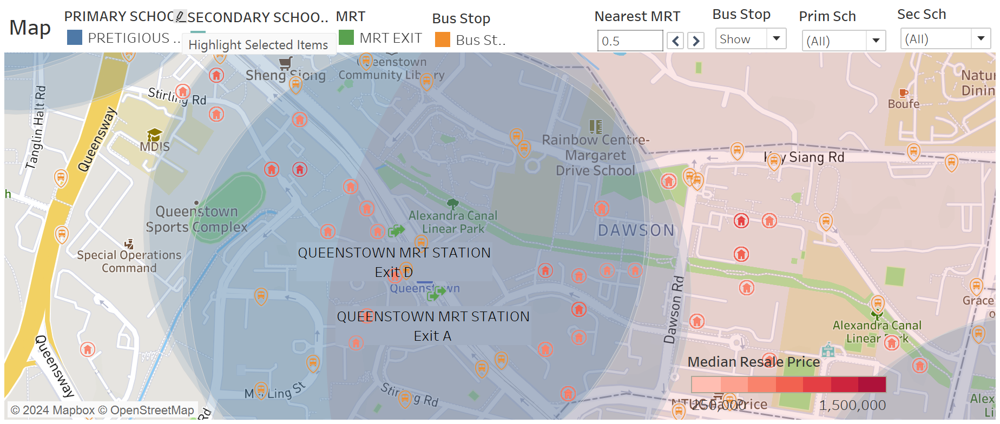 Map
PRIMARY SCHOO
SECONDARY SCHOO..
MRT
Bus Stop
Nearest MRT
Bus Stop
Prim Sch
Sec Sch
PRETIGIOUS ..
Highlight Selected Items
MRT EXIT
Bus St..
0.5
Show
(All)
(All)
Sheng Siong
Queenstown
Community Library
Stirling Rd
Tanglin Halt Rd
Queensway
MDIS
Natur
Dinin
Boufe
Rainbow Centre-
Margaret
Drive School
Kay Siang Rd
h
Queenstown
Sports Complex
Alexandra Canal
Linear Park
DAWSON
Special Operations
Command
QUEENSTOWN MRT STATION
Exit D
Queenstown
QUEENSTOWN MRT STATION
Exit A
Dawson Rd
Grace
o
Alexandra Canal
Linear Park
Queensway
Median Resale Price
250,000
1,500,000
Mei Ling St
Stirling Rd
Rd
Alex
Li
© 2024 Mapbox © OpenStreetMap